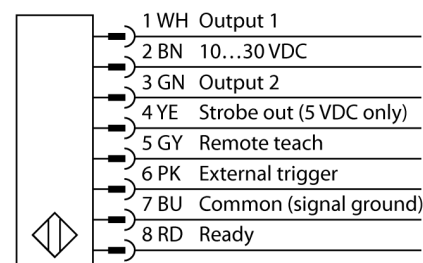 1 WH Output 1
2 BN 10...30 VDC
3 GN Output 2
4 YE Strobe out (5 VDC only)
5 GY Remote teach
6 PK External trigger
7 BU Common (signal ground)
8 RD Ready